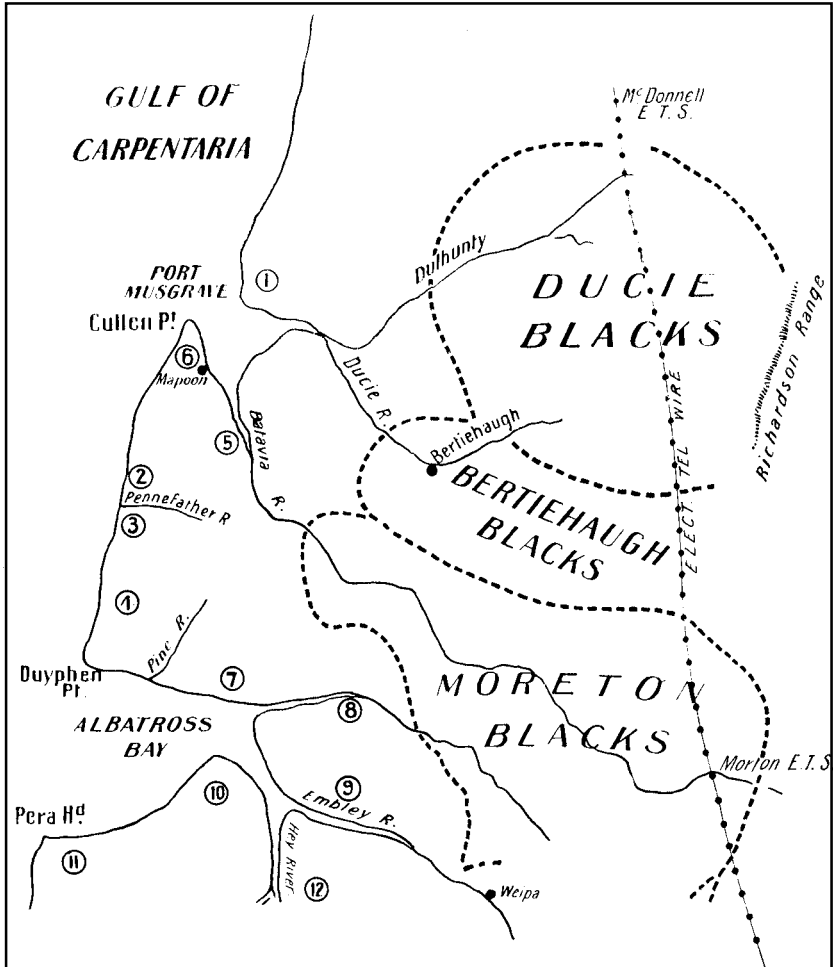 GULF OF
CARPENTARIA
McDonnell
E.T.S.
PORT
MUSGRAVE
①
Cullen Pt.
Dulhunty
DUCIE
BLACKS
Richardson Range
⑥
Mapoon
Ducie R.
⑤
Batavia
R.
Bertiehaugh
ELECT. TEL WIRE
②
Pennefather R
③
BERTIEHAUGH
BLACKS
①
Pine R.
Duyphen
Pt.
⑦
MORETON
BLACKS
⑧
ALBATROSS
BAY
Morton E.T.S.
⑨
Embley R.
⑩
Pera Hd.
⑪
Hey River
⑫
Weipa